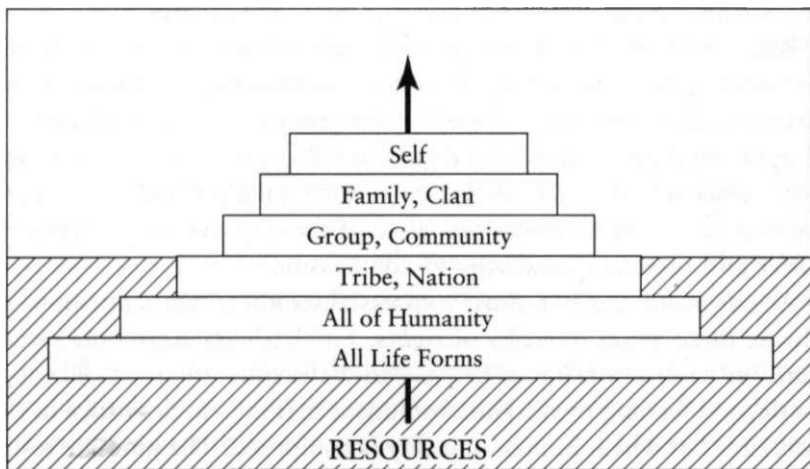 Self
Family, Clan
Group, Community
Tribe, Nation
All of Humanity
All Life Forms
RESOURCES